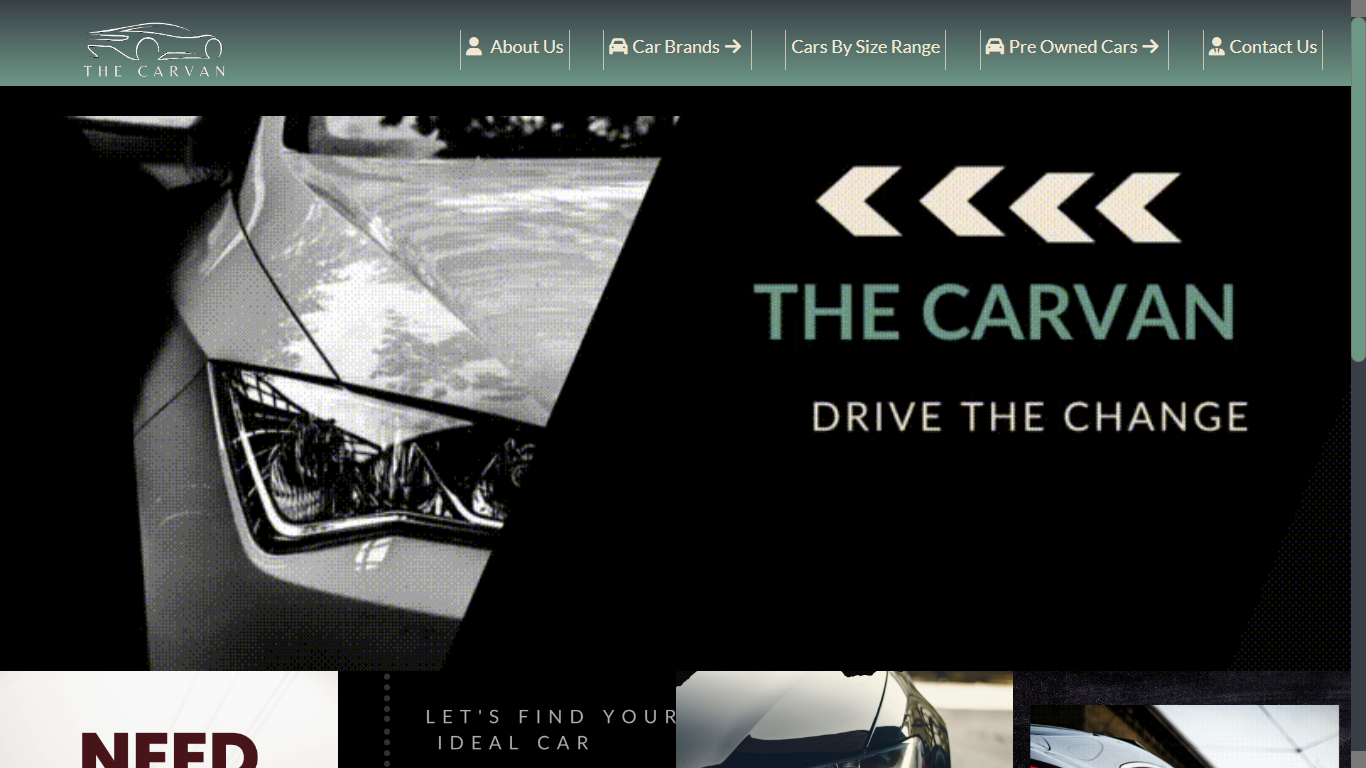 THE CARVAN
About Us
Car Brands
Cars By Size Range
Pre Owned Cars
Contact Us
THE CARVAN
DRIVE THE CHANGE
NEED
LET'S FIND YOUR
IDEAL CAR